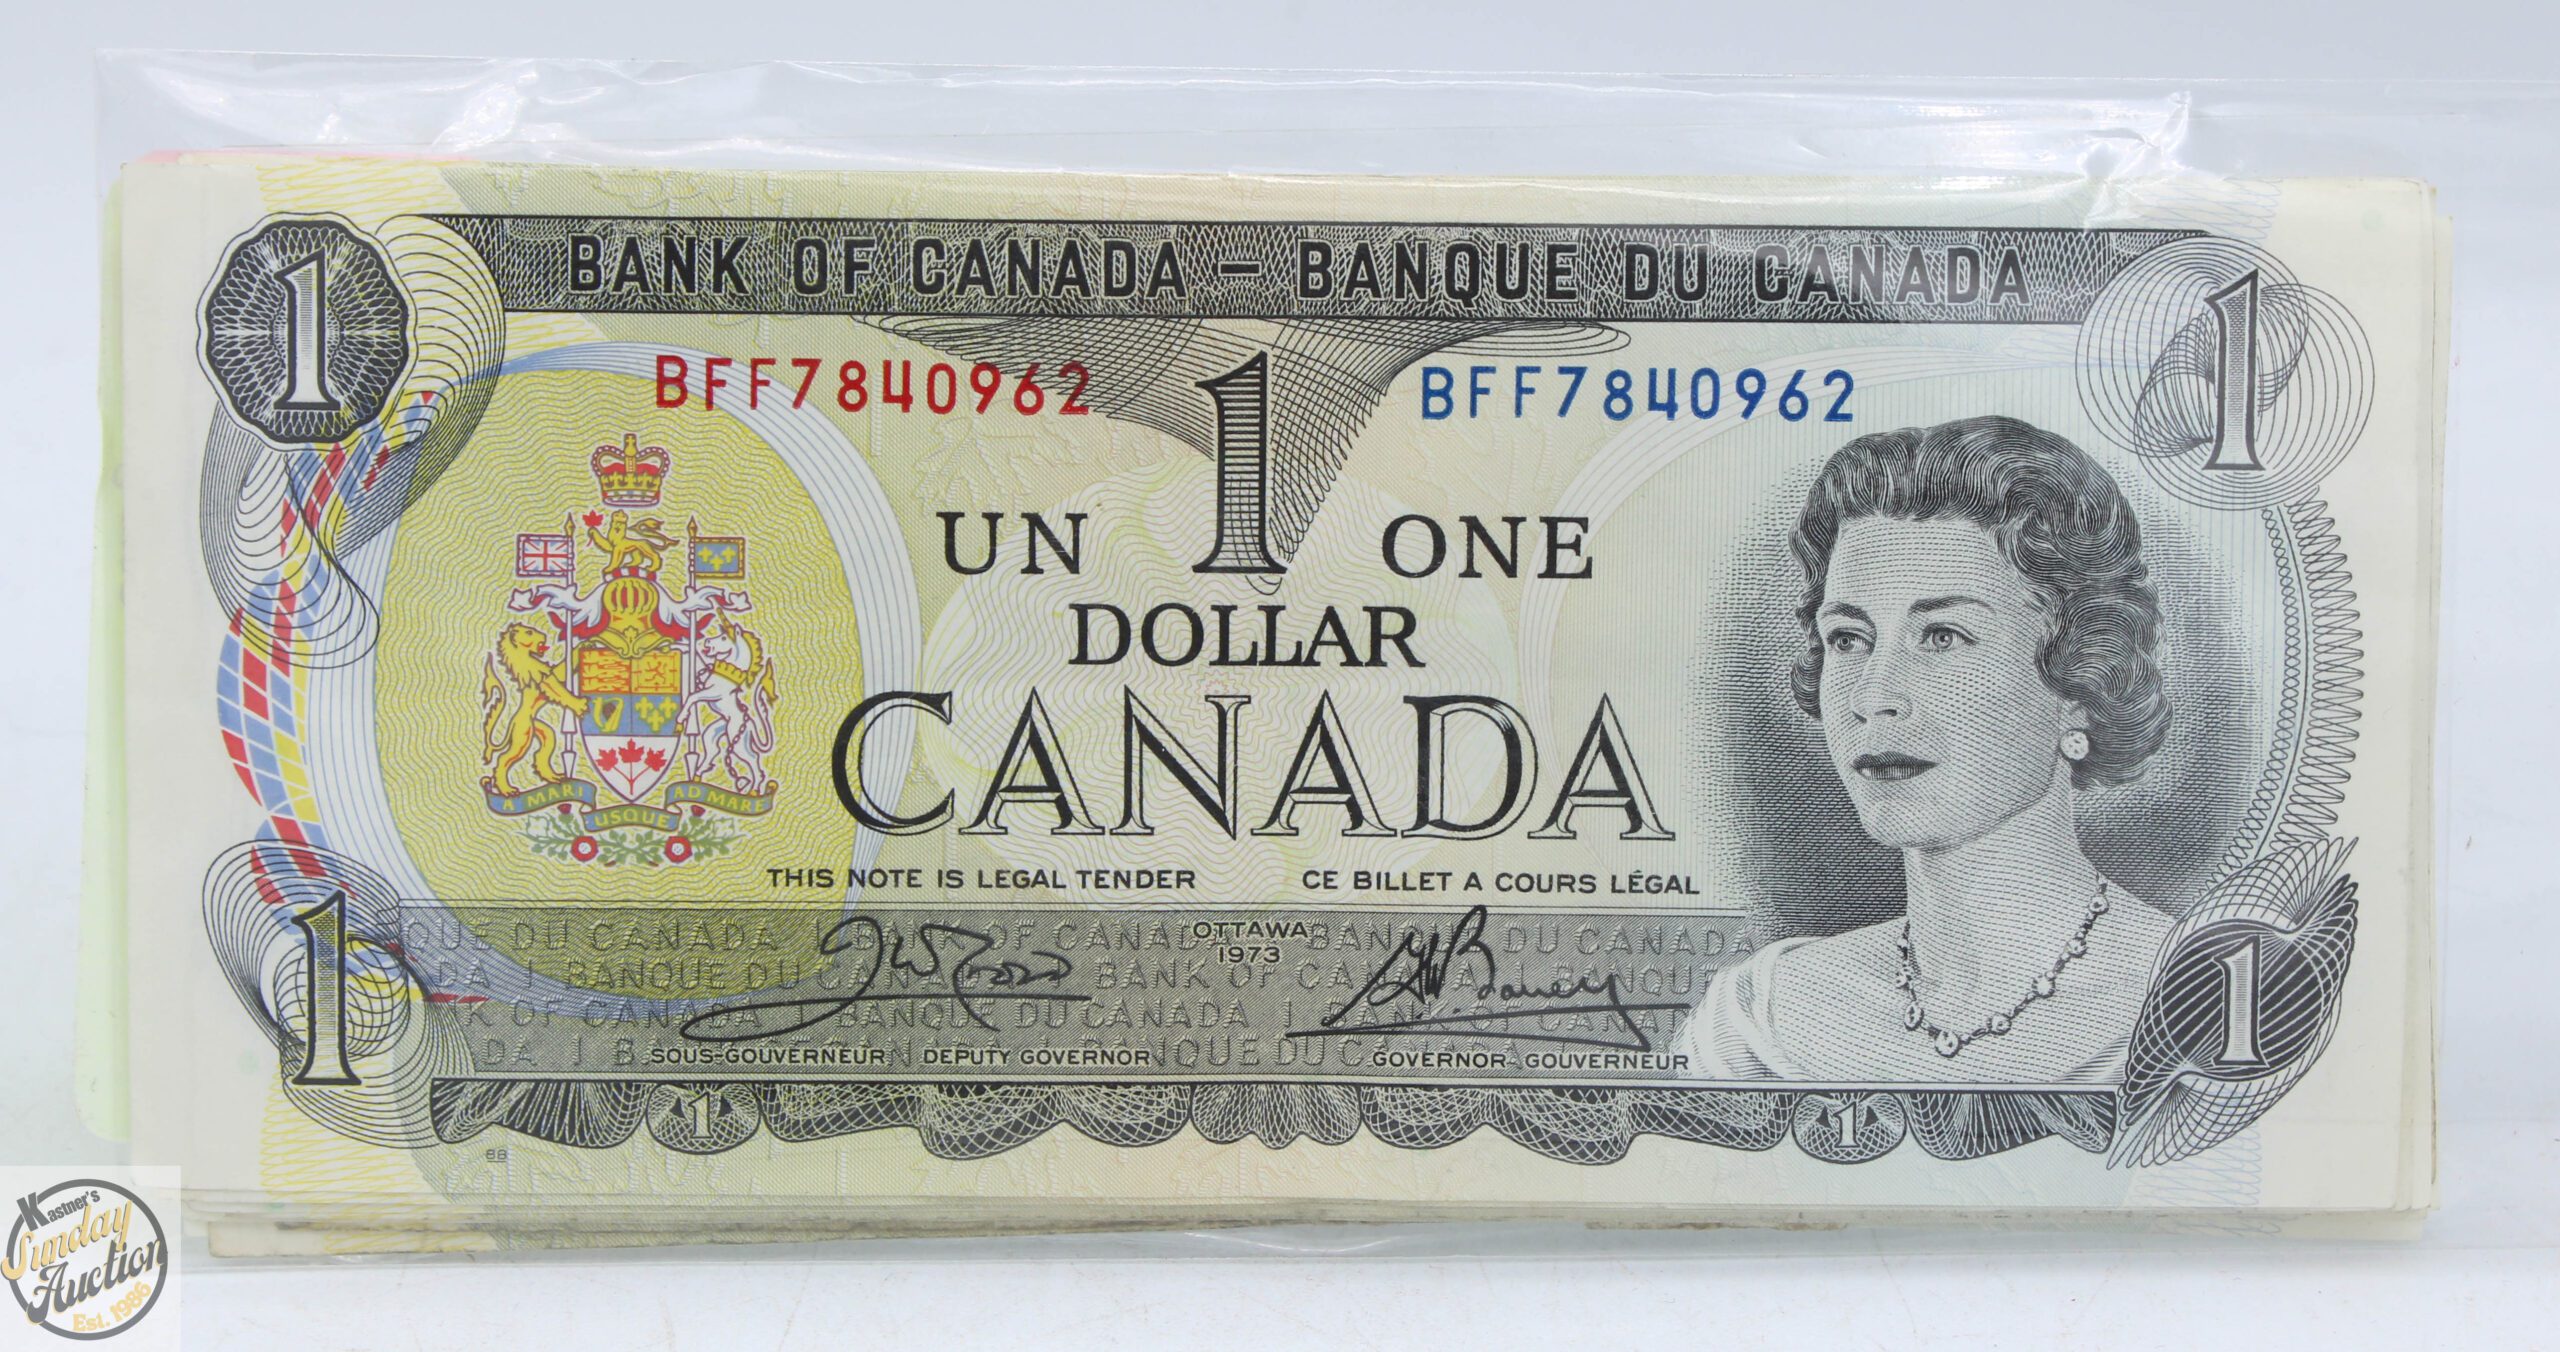 BANK OF CANADA – BANQUE DU CANADA
1
1
BFF7840962
BFF7840962
1
UN
ONE
DOLLAR
CANADA
A MARI USQUE AD MARE
THIS NOTE IS LEGAL TENDER
CE BILLET A COURS LÉGAL
OTTAWA
1973
J W
G W Bouey
SOUS-GOUVERNEUR DEPUTY GOVERNOR
GOVERNOR-GOUVERNEUR
1
1
1
1
Kastner's
Sunday
Auction
Est. 1986